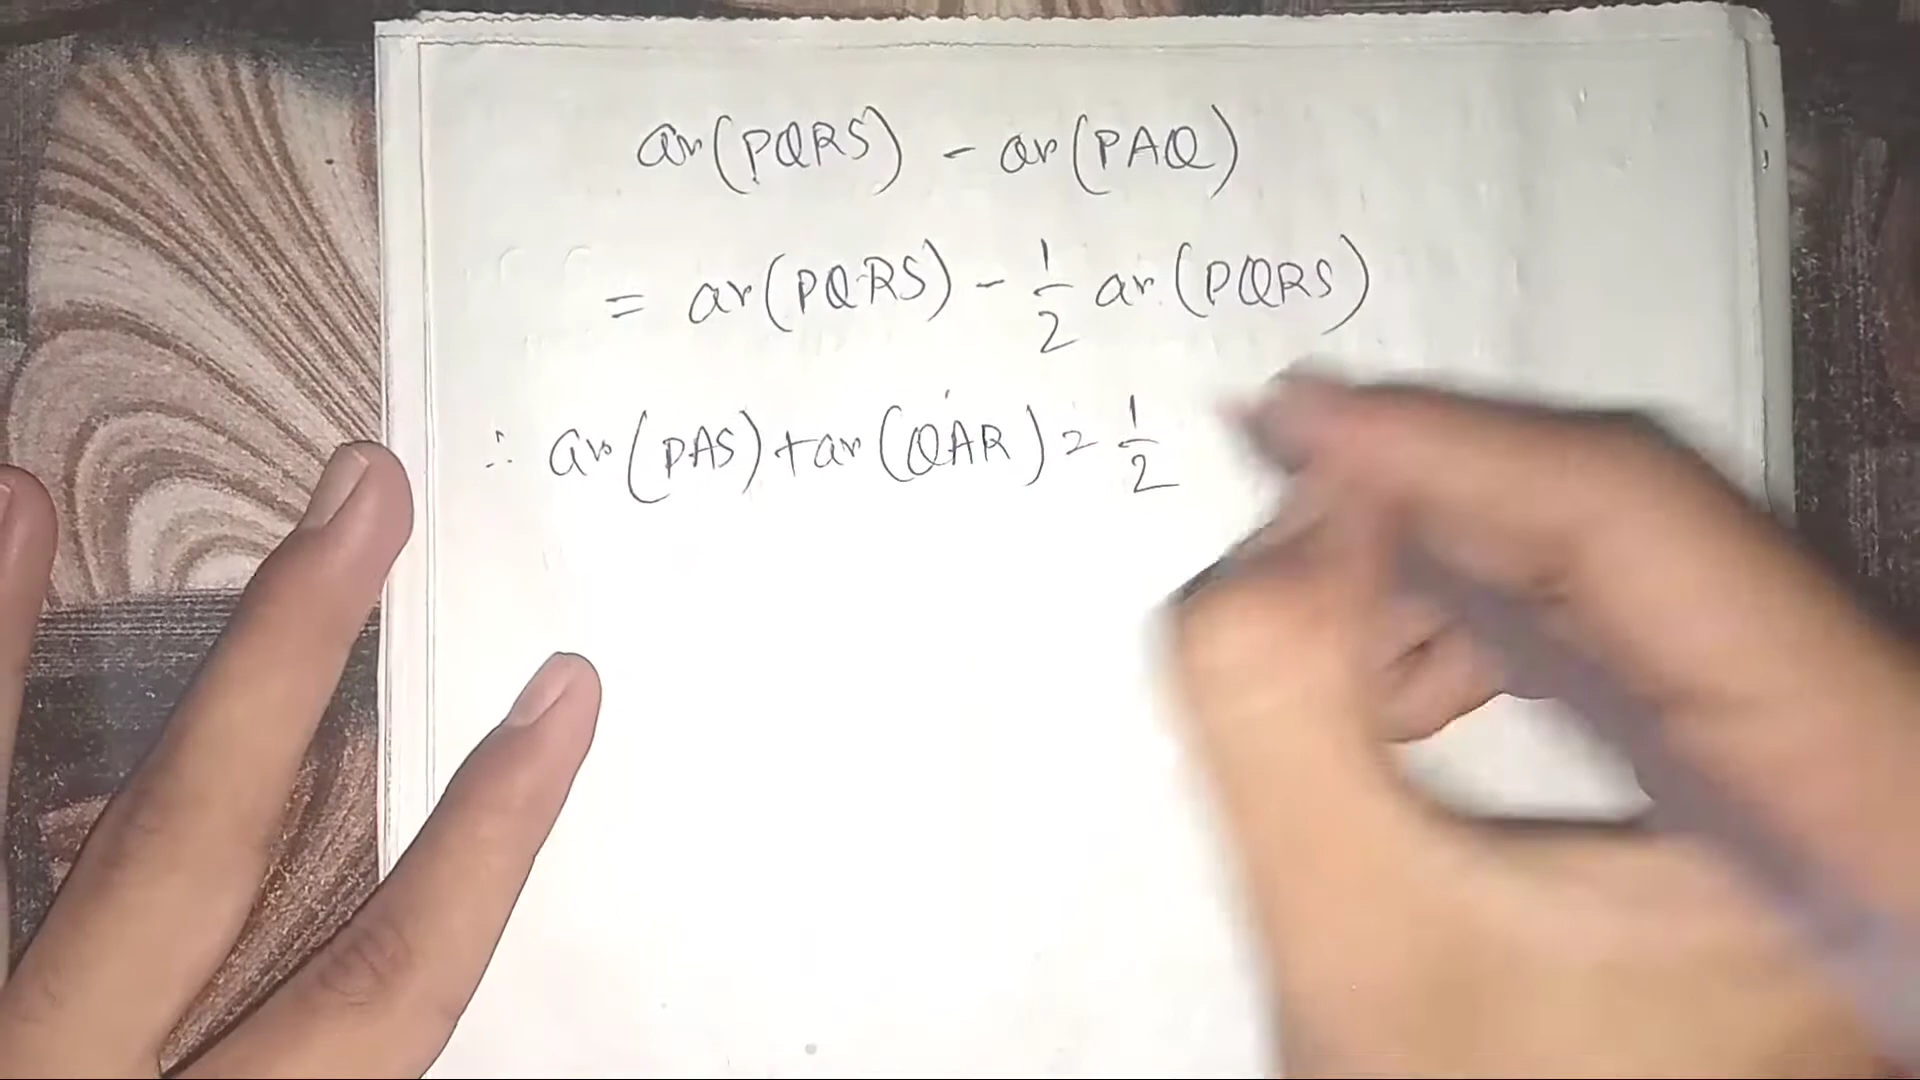 ar(PQRS) - ar(PAQ)
= ar(PQRS) - 1/2 ar(PQRS)
∴ ar(PAS)+ar(QAR) = 1/2